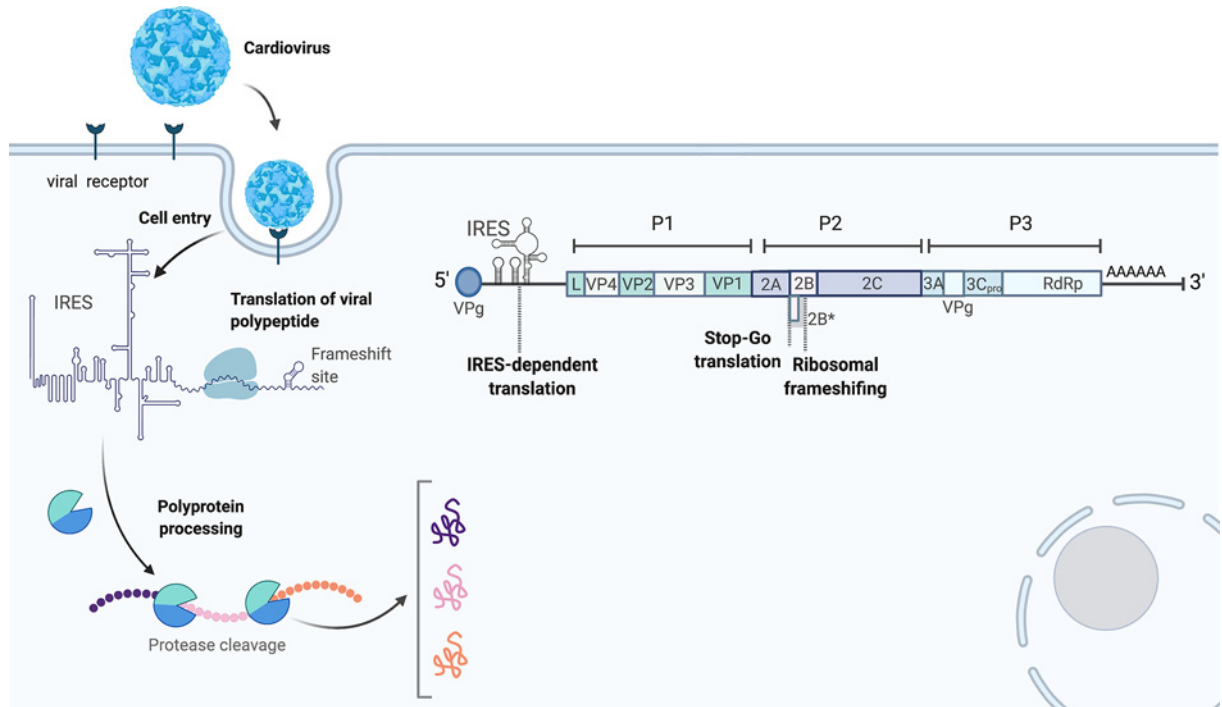 Cardiovirus
viral receptor
Cell entry
IRES
Translation of viral
polypeptide
Frameshift
site
Polyprotein
processing
Protease cleavage
P1
P2
P3
IRES
5'
VPg
L
VP4
VP2
VP3
VP1
2A
2B
2C
3A
VPg
3Cpro
RdRp
AAAAAA
3'
2B*
IRES-dependent
translation
Stop-Go
translation
Ribosomal
frameshifing